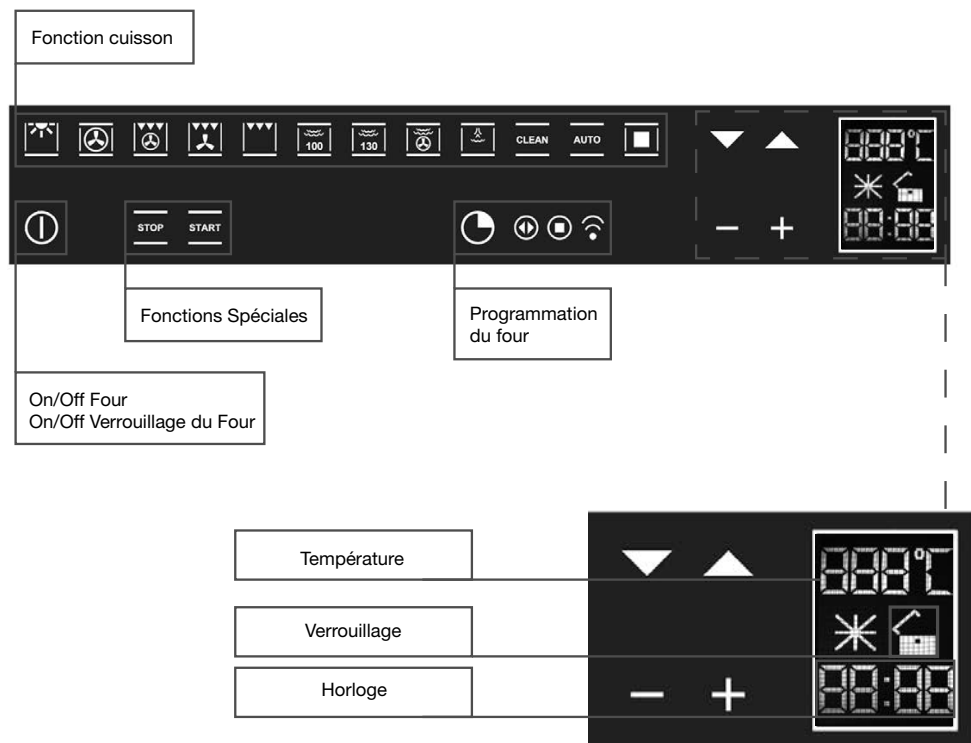 Fonction cuisson
100
130
CLEAN
AUTO
888°C
STOP
START
88:88
Fonctions Spéciales
Programmation
du four
On/Off Four
On/Off Verrouillage du Four
Température
888°C
Verrouillage
Horloge
88:88